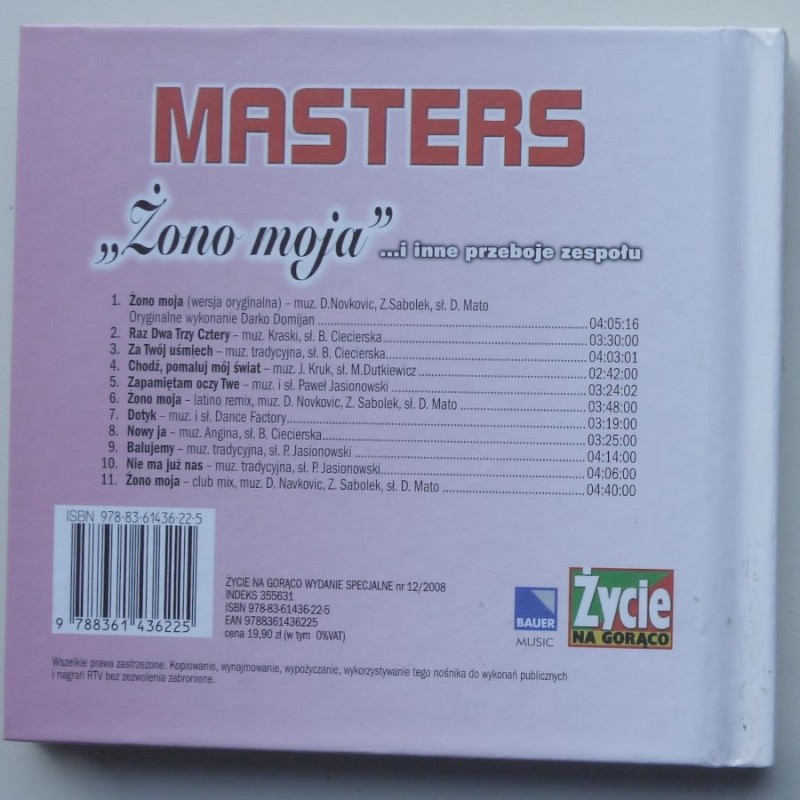 MASTERS
„Żono moja”
...i inne przeboje zespołu
1. Żono moja (wersja oryginalna) – muz. D.Novkovic, Z.Sabolek, sł. D. Mato
Oryginalne wykonanie Darko Domijan ........ 04:05:16
2. Raz Dwa Trzy Cztery – muz. Kraski, sł. B. Ciecierska ........ 03:30:00
3. Za Twój uśmiech – muz. tradycyjna, sł. B. Ciecierska ........ 04:03:01
4. Chodź, pomaluj mój świat – muz. J. Kruk, sł. M.Dutkiewicz ........ 02:42:00
5. Zapamiętam oczy Twe – muz. i sł. Paweł Jasionowski ........ 03:24:02
6. Żono moja – latino remix, muz. D. Novkovic, Z. Sabolek, sł. D. Mato ........ 03:48:00
7. Dotyk – muz. i sł. Dance Factory ........ 03:19:00
8. Nowy ja – muz. Angina, sł. B. Ciecierska ........ 03:25:00
9. Balujemy – muz. tradycyjna, sł. P. Jasionowski ........ 04:14:00
10. Nie ma już nas – muz. tradycyjna, sł. P. Jasionowski ........ 04:06:00
11. Żono moja – club mix, muz. D. Navkovic, Z. Sabolek, sł. D. Mato ........ 04:40:00
ISBN 978-83-61436-22-5
9 788361 436225
ŻYCIE NA GORĄCO WYDANIE SPECJALNE nr 12/2008
INDEKS 355631
ISBN 978-83-61436-22-5
EAN 9788361436225
cena 19,90 zł (w tym 0%VAT)
BAUER
MUSIC
Życie
NA GORĄCO
Wszelkie prawa zastrzeżone. Kopiowanie, wynajmowanie, wypożyczanie, wykorzystywanie tego nośnika do wykonań publicznych
i nagrań RTV bez zezwolenia zabronione.